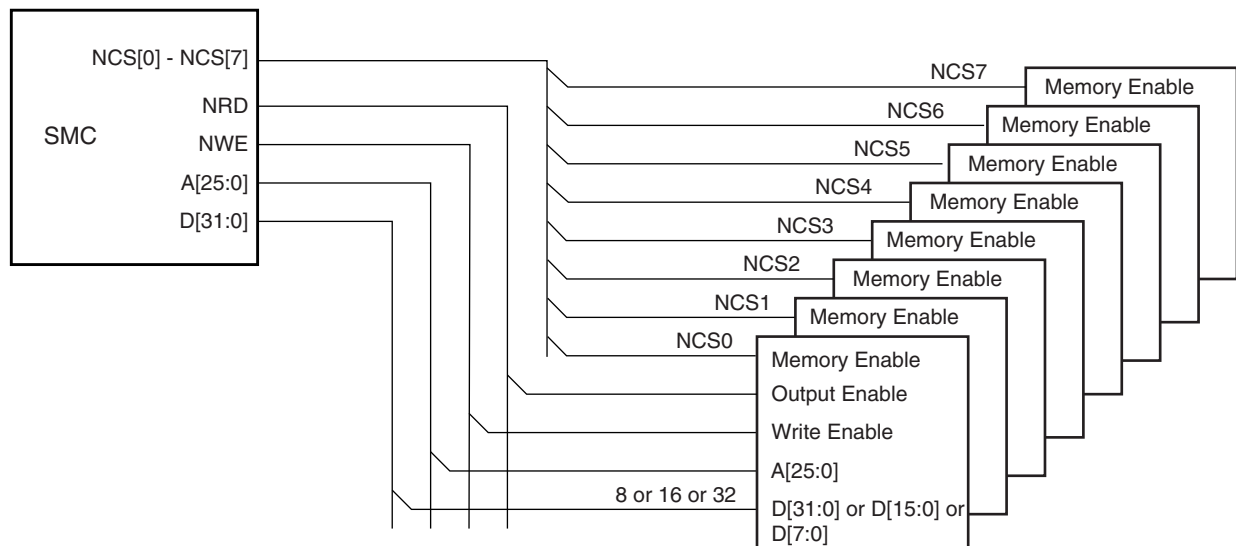 NCS[0] - NCS[7]
NRD
SMC
NWE
A[25:0]
D[31:0]
NCS7
Memory Enable
NCS6
Memory Enable
NCS5
Memory Enable
NCS4
Memory Enable
NCS3
Memory Enable
NCS2
Memory Enable
NCS1
Memory Enable
NCS0
Memory Enable
Output Enable
Write Enable
A[25:0]
8 or 16 or 32
D[31:0] or D[15:0] or
D[7:0]